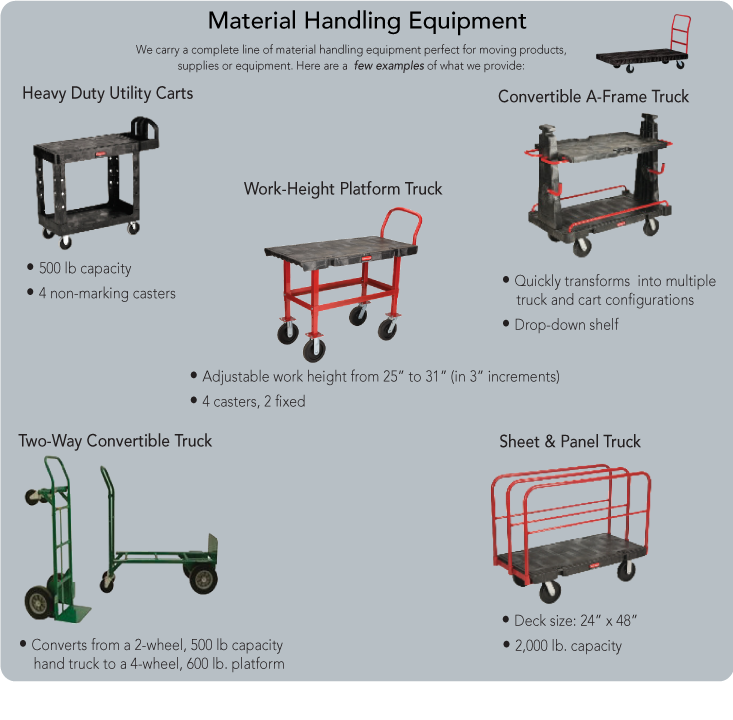 Material Handling Equipment
We carry a complete line of material handling equipment perfect for moving products,
supplies or equipment. Here are a few examples of what we provide:
Heavy Duty Utility Carts
• 500 lb capacity
• 4 non-marking casters
Convertible A-Frame Truck
• Quickly transforms into multiple
truck and cart configurations
• Drop-down shelf
Work-Height Platform Truck
• Adjustable work height from 25” to 31” (in 3” increments)
• 4 casters, 2 fixed
Two-Way Convertible Truck
• Converts from a 2-wheel, 500 lb capacity
hand truck to a 4-wheel, 600 lb. platform
Sheet & Panel Truck
• Deck size: 24” x 48”
• 2,000 lb. capacity